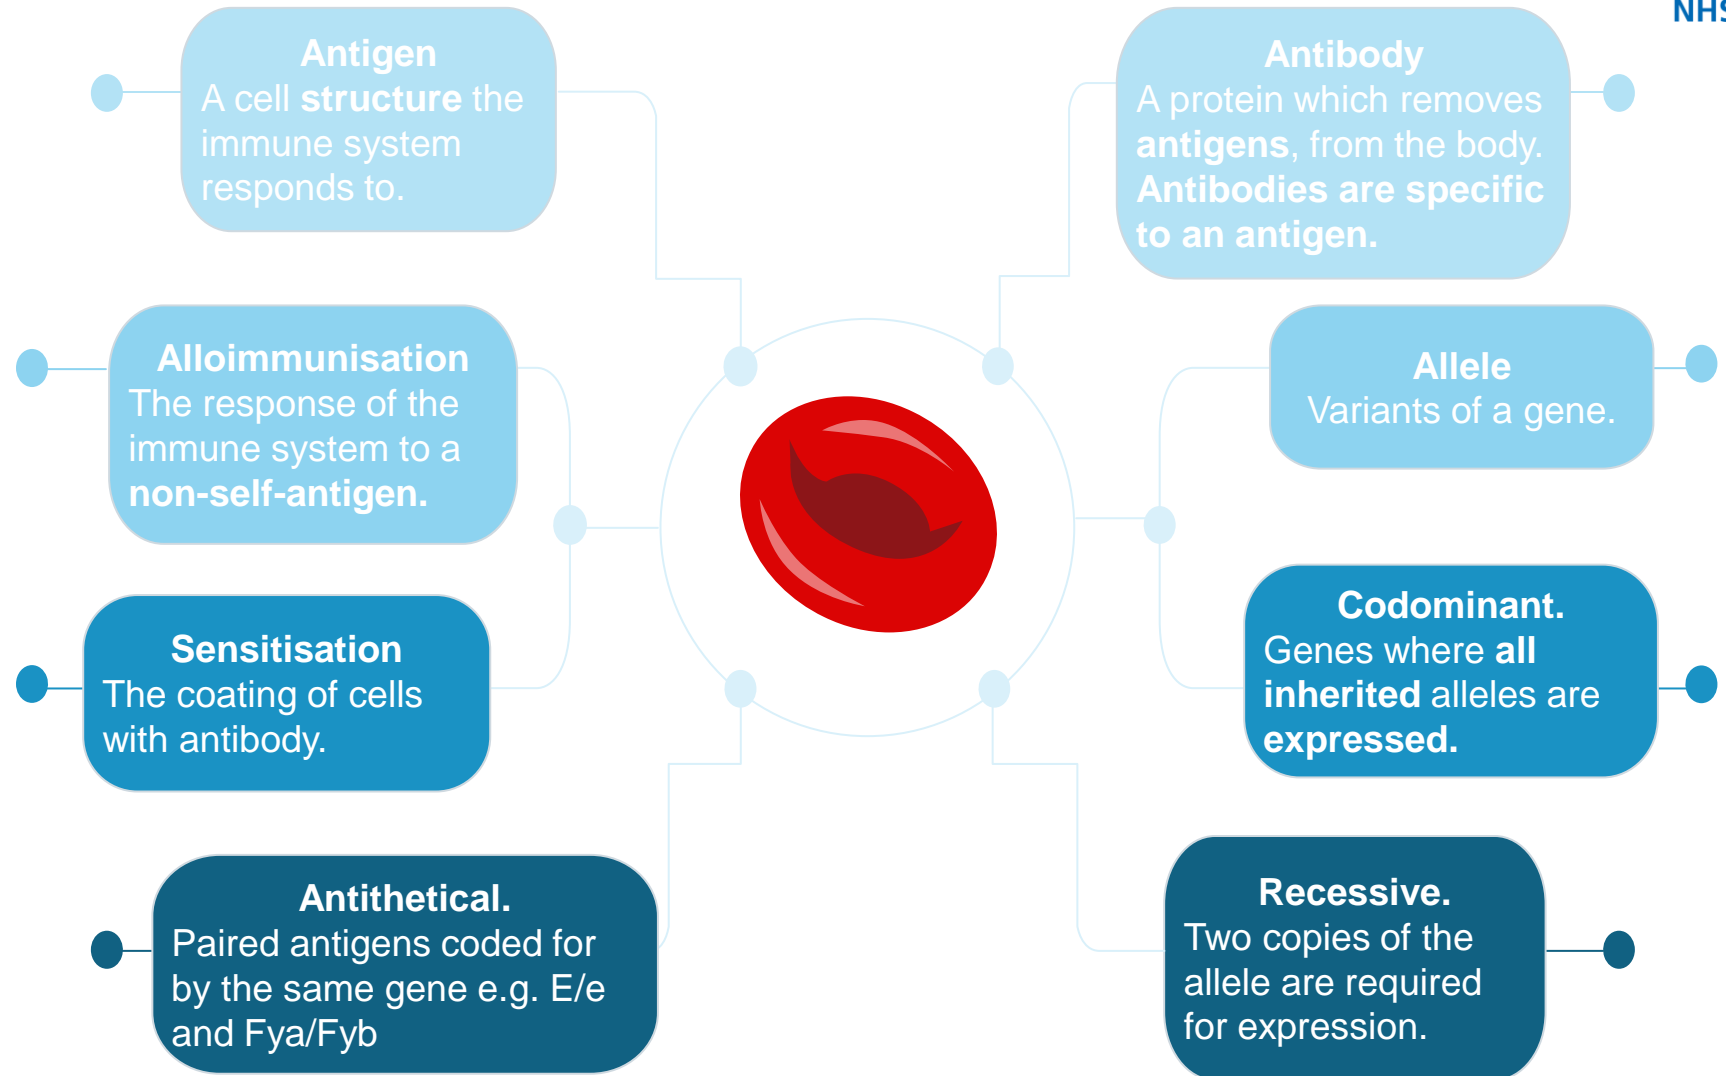 NHS
Antigen
A cell structure the
immune system
responds to.
Antibody
A protein which removes
antigens, from the body.
Antibodies are specific
to an antigen.
Alloimmunisation
The response of the
immune system to a
non-self-antigen.
Allele
Variants of a gene.
Sensitisation
The coating of cells
with antibody.
Codominant.
Genes where all
inherited alleles are
expressed.
Antithetical.
Paired antigens coded for
by the same gene e.g. E/e
and Fya/Fyb
Recessive.
Two copies of the
allele are required
for expression.